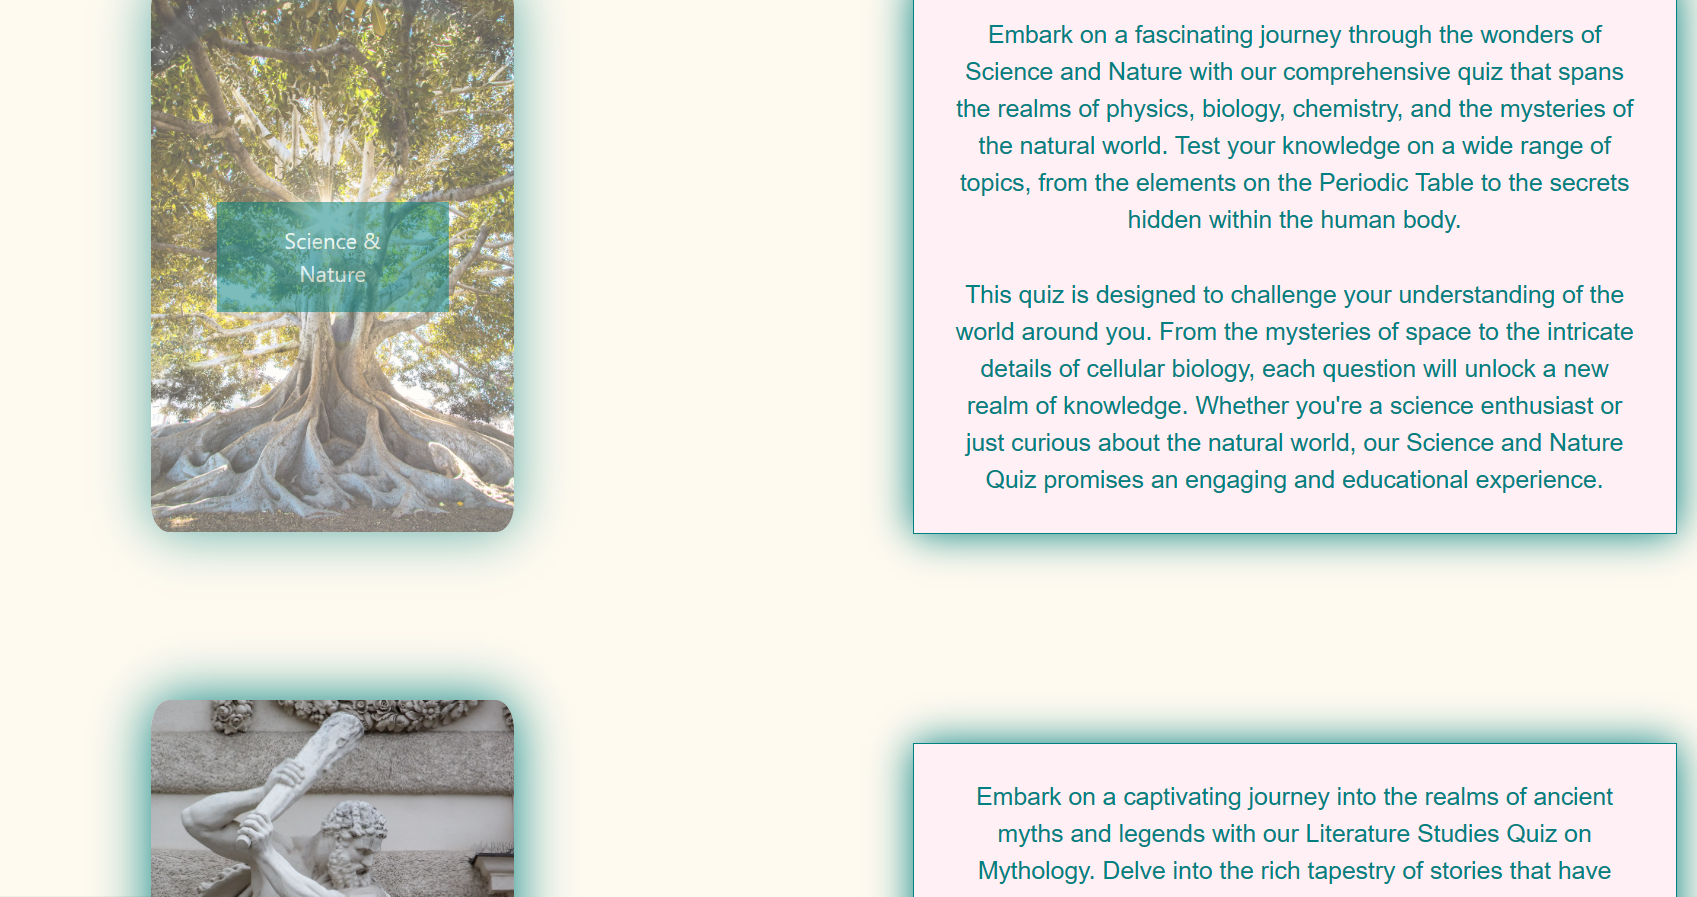 Science &
Nature
Embark on a fascinating journey through the wonders of
Science and Nature with our comprehensive quiz that spans
the realms of physics, biology, chemistry, and the mysteries of
the natural world. Test your knowledge on a wide range of
topics, from the elements on the Periodic Table to the secrets
hidden within the human body.
This quiz is designed to challenge your understanding of the
world around you. From the mysteries of space to the intricate
details of cellular biology, each question will unlock a new
realm of knowledge. Whether you're a science enthusiast or
just curious about the natural world, our Science and Nature
Quiz promises an engaging and educational experience.
Embark on a captivating journey into the realms of ancient
myths and legends with our Literature Studies Quiz on
Mythology. Delve into the rich tapestry of stories that have